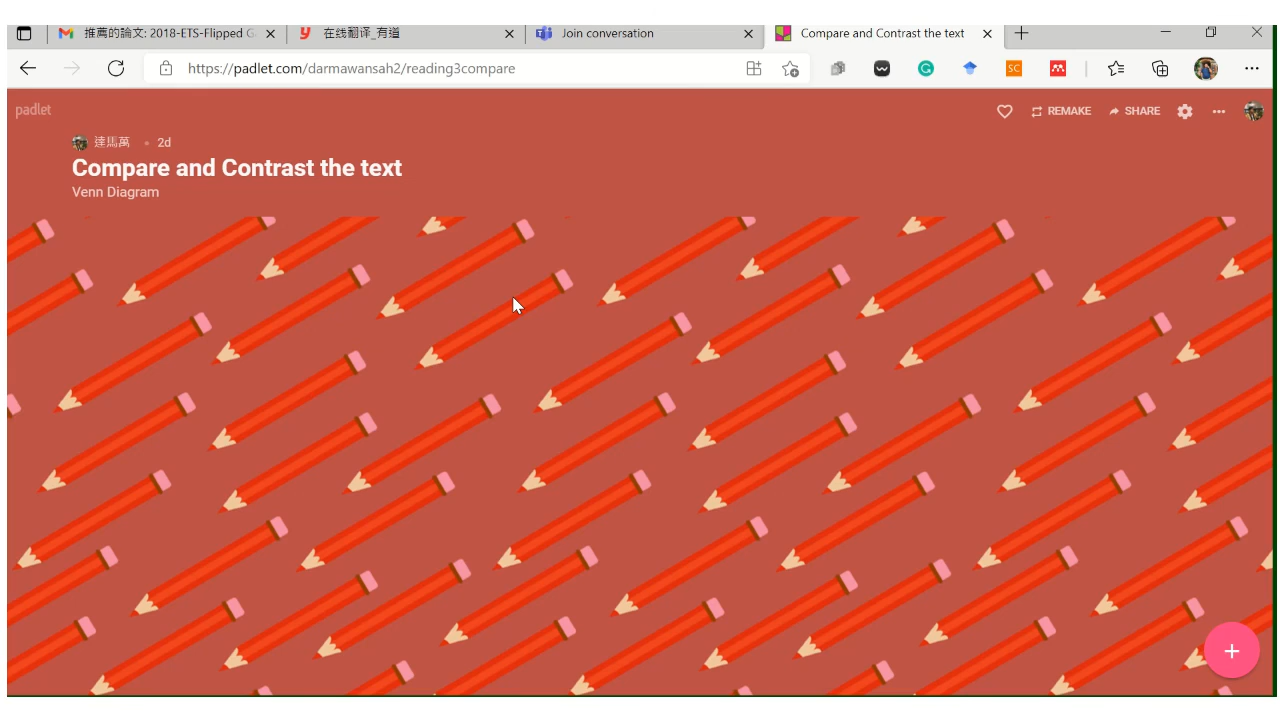 推薦的論文: 2018-ETS-Flipped G
在线翻译_有道
Join conversation
Compare and Contrast the text
https://padlet.com/darmawansah2/reading3compare
SC
padlet
REMAKE
SHARE
達馬萬 • 2d
Compare and Contrast the text
Venn Diagram